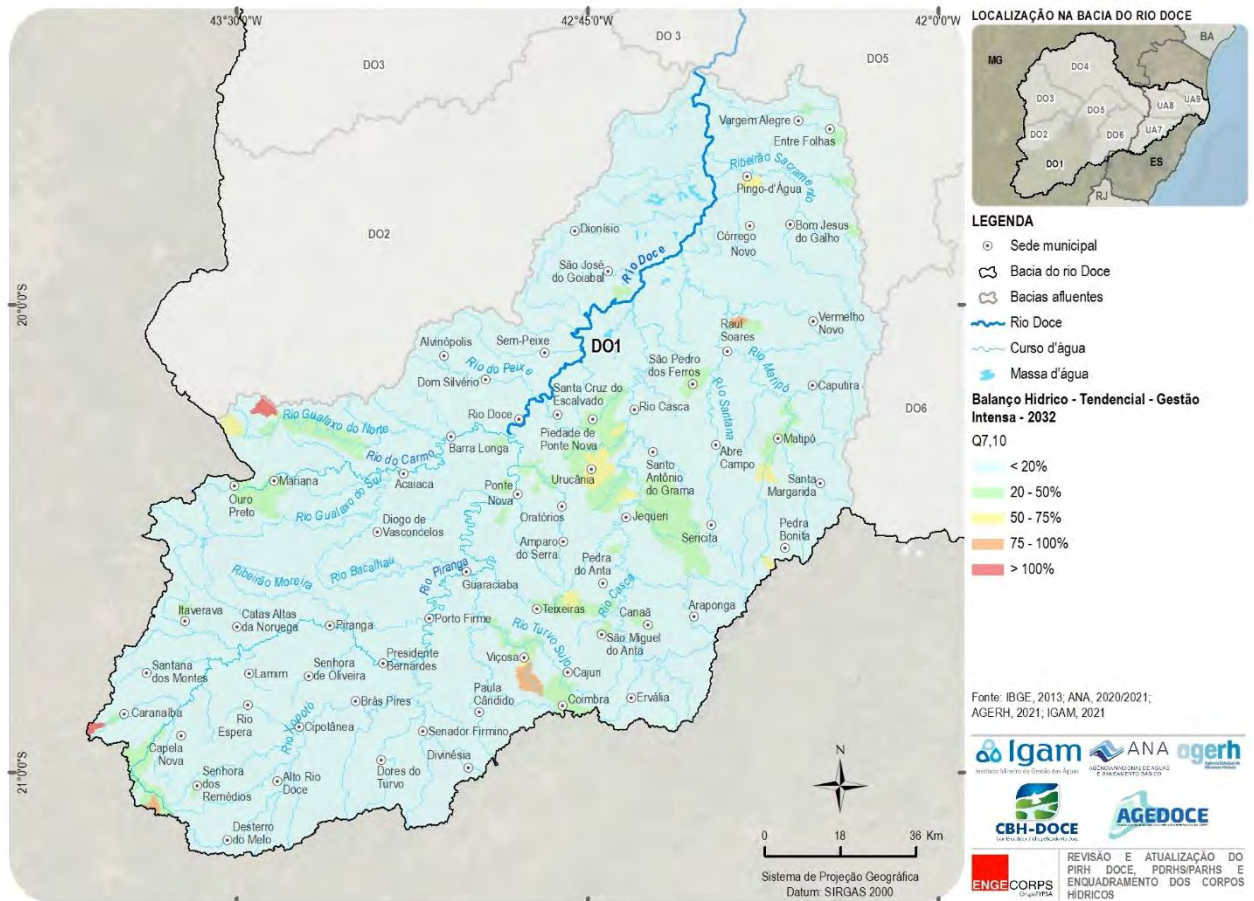 43°30'0"W
42°45'0"W
42°0'0"W
20°0'0"S
21°0'0"S
DO3
DO 3
DO5
DO2
DO6
DO1
Vargem Alegre
Entre Folhas
Ribeirão Sacramento
Pingo-d'Água
Dionísio
Córrego
Novo
Bom Jesus
do Galho
São José
do Goiabal
Rio Doce
Raul
Soares
Vermelho
Novo
Alvinópolis
Sem-Peixe
Rio do Peixe
Dom Silvério
São Pedro
dos Ferros
Rio Matipó
Rio Santana
Caputira
Santa Cruz do
Escalvado
Rio Doce
Rio Casca
Rio Gualaxo do Norte
Piedade de
Ponte Nova
Matipó
Barra Longa
Rio do Carmo
Abre
Campo
Mariana
Acaiaca
Urucânia
Santo
Antônio
do Grama
Santa
Margarida
Ouro
Preto
Rio Gualaxo do Sul
Ponte
Nova
Oratórios
Jequeri
Diogo de
Vasconcelos
Sericita
Pedra
Bonita
Amparo
do Serra
Pedra
do Anta
Rio Bacalhau
Ribeirão Moreira
Rio Piranga
Guaraciaba
Rio Casca
Itaverava
Catas Altas
da Noruega
Piranga
Porto Firme
Teixeiras
Canaã
Araponga
Rio Turvo Sujo
São Miguel
do Anta
Viçosa
Santana
dos Montes
Lamim
Senhora
de Oliveira
Presidente
Bernardes
Cajuri
Paula
Cândido
Coimbra
Ervália
Caranaíba
Rio
Espera
Brás Pires
Rio Xopotó
Cipotânea
Senador Firmino
Capela
Nova
Divinésia
Senhora
dos
Remédios
Alto Rio
Doce
Dores do
Turvo
Desterro
do Melo
N
0 18 36 Km
Sistema de Projeção Geográfica
Datum: SIRGAS 2000
LOCALIZAÇÃO NA BACIA DO RIO DOCE
MG
BA
DO4
DO3
DO5
UA8
UA9
DO2
DO6
UA7
DO1
ES
RJ
LEGENDA
Sede municipal
Bacia do rio Doce
Bacias afluentes
Rio Doce
Curso d'água
Massa d'água
Balanço Hídrico - Tendencial - Gestão
Intensa - 2032
Q7,10
< 20%
20 - 50%
50 - 75%
75 - 100%
> 100%
Fonte: IBGE, 2013; ANA, 2020/2021;
AGERH, 2021; IGAM, 2021
Igam
Instituto Mineiro de Gestão das Águas
ANA
AGÊNCIA NACIONAL DE ÁGUAS
E SANEAMENTO BÁSICO
agerh
CBH-DOCE
AGEDOCE
ENGECORPS
REVISÃO E ATUALIZAÇÃO DO
PIRH DOCE, PDRHS/PARHS E
ENQUADRAMENTO DOS CORPOS
HÍDRICOS